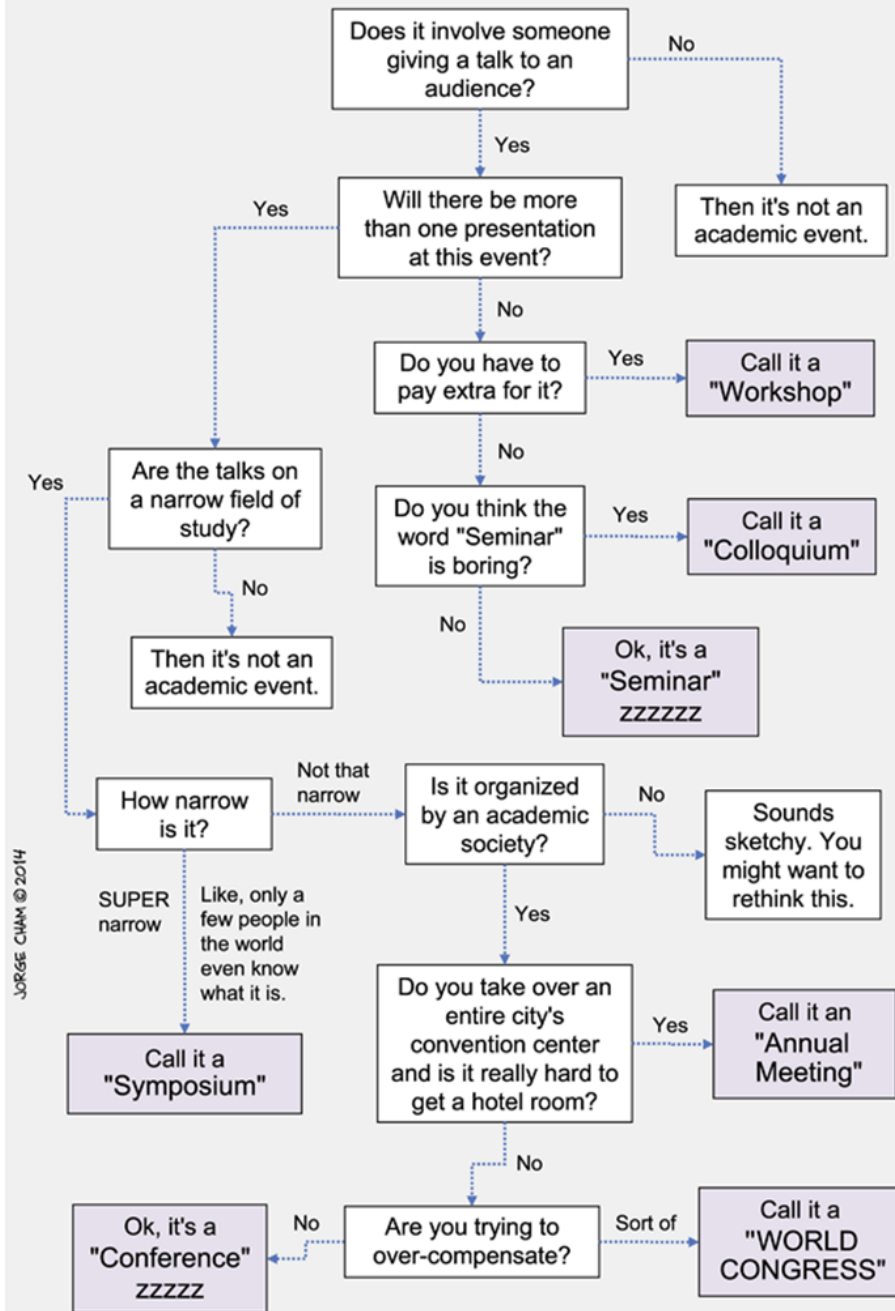 Does it involve someone
giving a talk to an
audience?
No
Yes
Then it's not an
academic event.
Will there be more
than one presentation
at this event?
Yes
No
Do you have to
pay extra for it?
Yes
Call it a
"Workshop"
No
Are the talks on
a narrow field of
study?
Yes
No
Then it's not an
academic event.
Do you think the
word "Seminar"
is boring?
Yes
Call it a
"Colloquium"
No
Ok, it's a
"Seminar"
zzzzzz
How narrow
is it?
Not that
narrow
Is it organized
by an academic
society?
No
Sounds
sketchy. You
might want to
rethink this.
SUPER
narrow
Like, only a
few people in
the world
even know
what it is.
Yes
Call it a
"Symposium"
Do you take over an
entire city's
convention center
and is it really hard to
get a hotel room?
Yes
Call it an
"Annual
Meeting"
No
Are you trying to
over-compensate?
No
Ok, it's a
"Conference"
zzzzz
Sort of
Call it a
"WORLD
CONGRESS"
JORGE CHAM © 2014